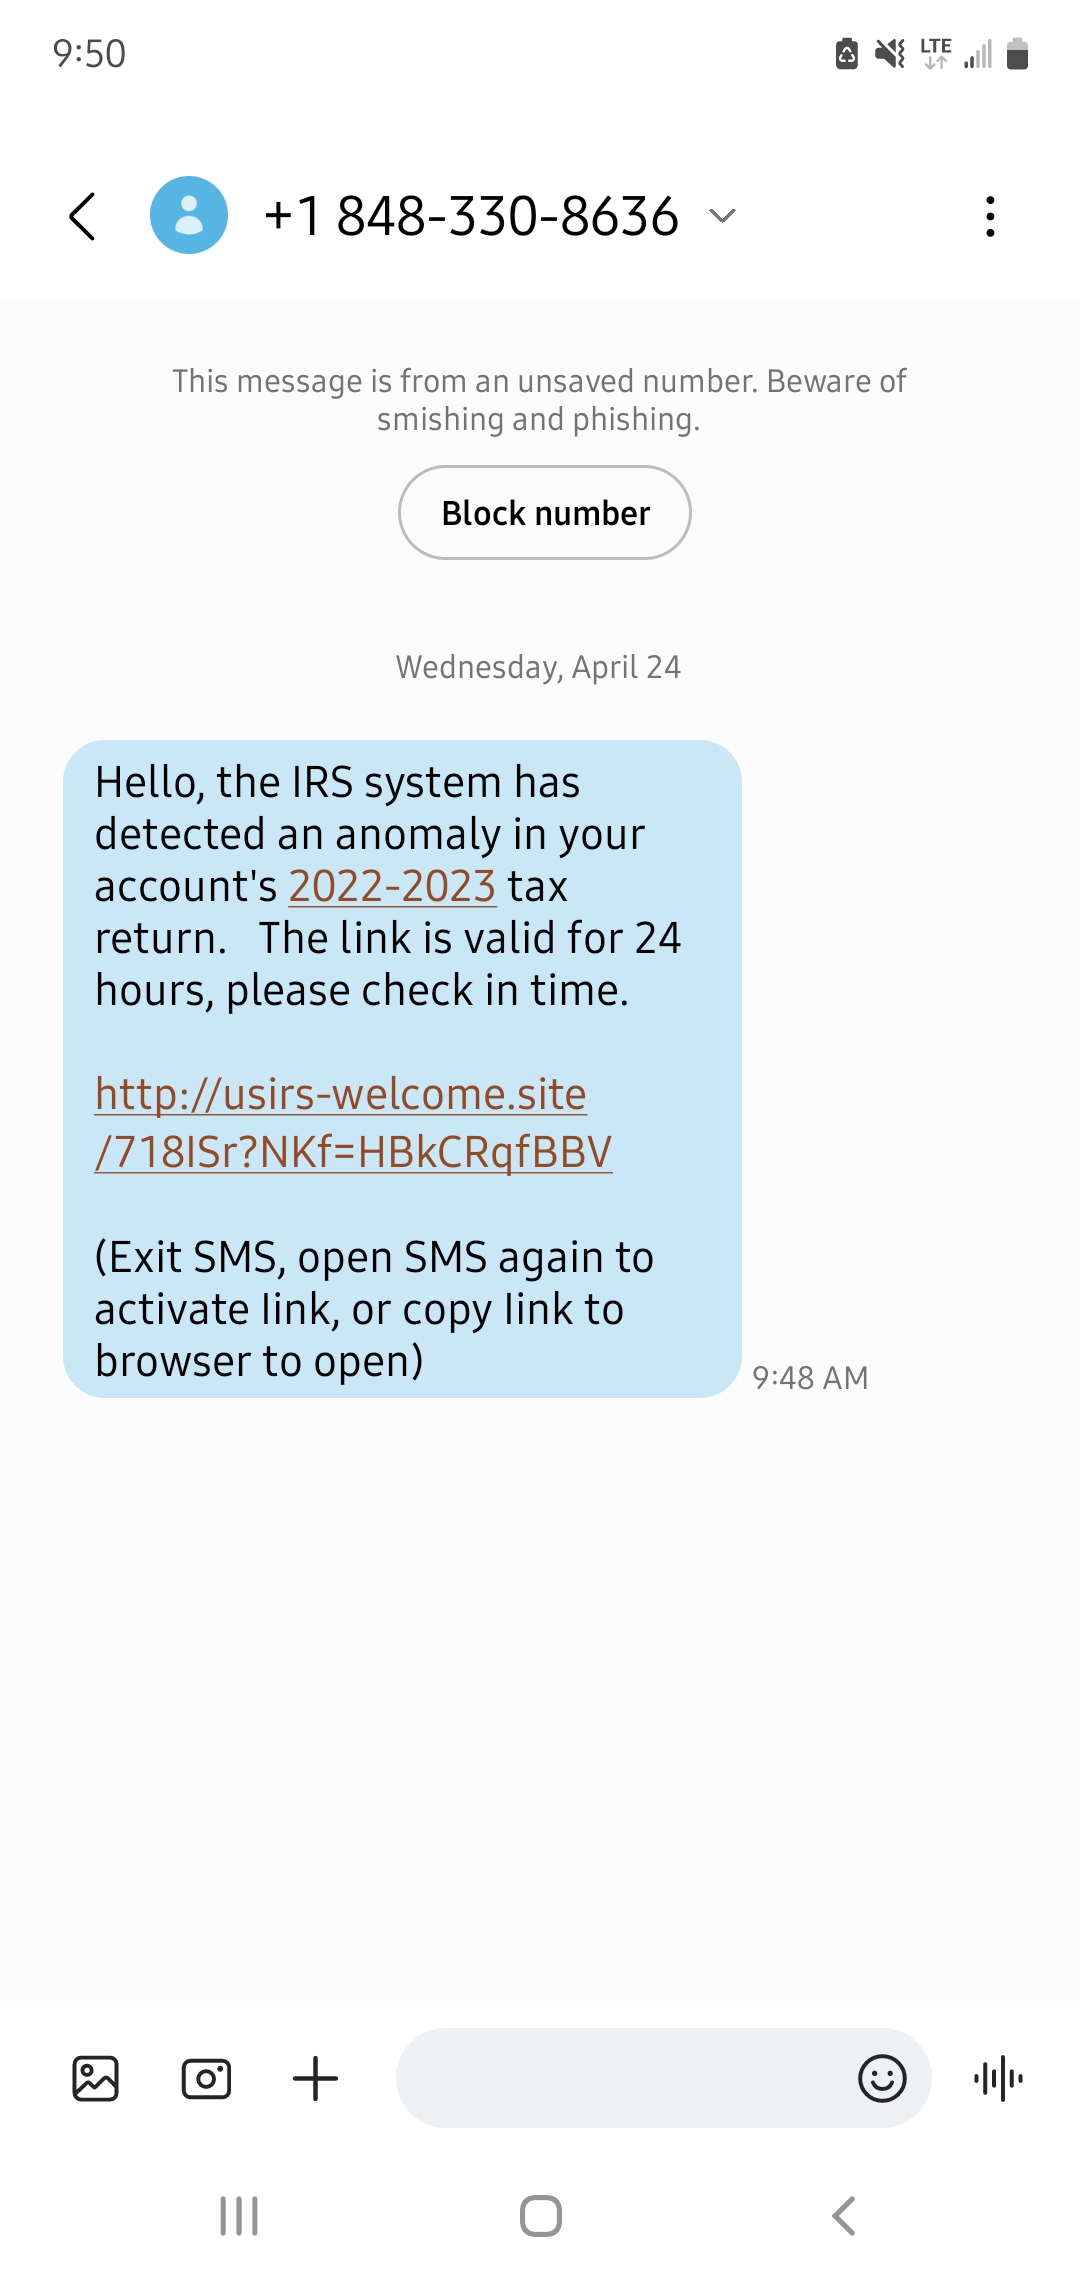 9:50
LTE
+1 848-330-8636
This message is from an unsaved number. Beware of
smishing and phishing.
Block number
Wednesday, April 24
Hello, the IRS system has
detected an anomaly in your
account's 2022-2023 tax
return.   The link is valid for 24
hours, please check in time.
http://usirs-welcome.site
/718ISr?NKf=HBkCRqfBBV
(Exit SMS, open SMS again to
activate link, or copy link to
browser to open)
9:48 AM